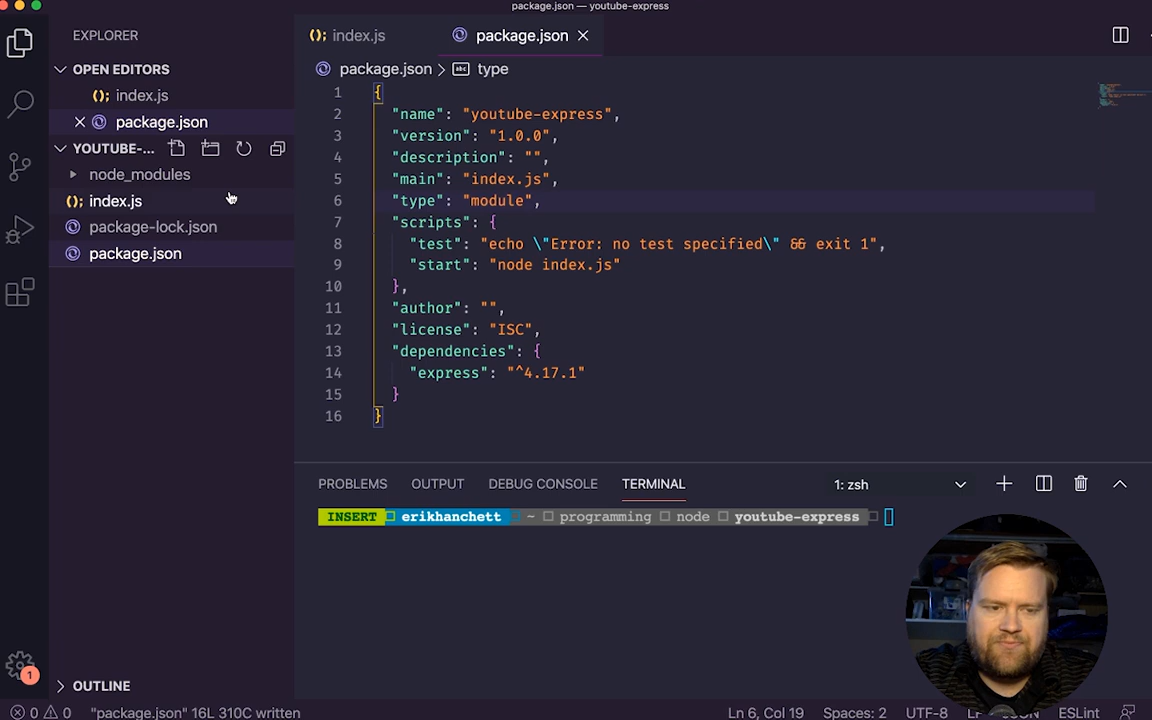 package.json — youtube-express
EXPLORER
OPEN EDITORS
index.js
package.json
YOUTUBE-...
node_modules
index.js
package-lock.json
package.json
OUTLINE
index.js
package.json
package.json > type
1 {
2 "name": "youtube-express",
3 "version": "1.0.0",
4 "description": "",
5 "main": "index.js",
6 "type": "module",
7 "scripts": {
8 "test": "echo \"Error: no test specified\" && exit 1",
9 "start": "node index.js"
10 },
11 "author": "",
12 "license": "ISC",
13 "dependencies": {
14 "express": "^4.17.1"
15 }
16 }
PROBLEMS OUTPUT DEBUG CONSOLE TERMINAL 1: zsh
INSERT erikhanchett ~ programming node youtube-express
1
0 0 "package.json" 16L 310C written Ln 6, Col 19 Spaces: 2 UTF-8 LF JSON ESLint